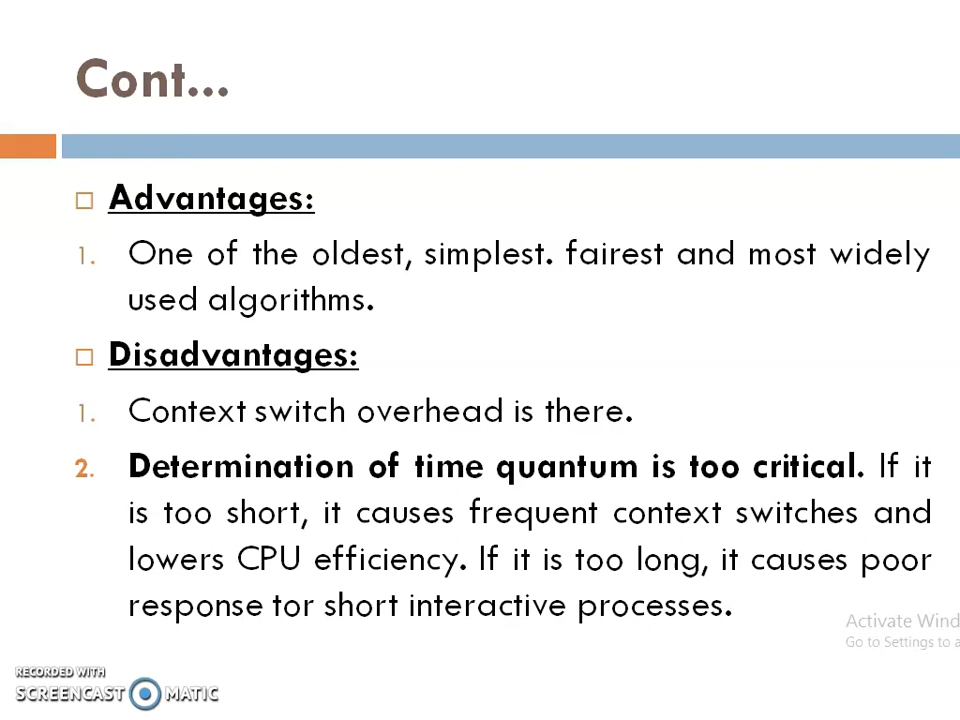 Cont...
Advantages:
1. One of the oldest, simplest. fairest and most widely
used algorithms.
Disadvantages:
1. Context switch overhead is there.
2. Determination of time quantum is too critical. If it
is too short, it causes frequent context switches and
lowers CPU efficiency. If it is too long, it causes poor
response tor short interactive processes.
Activate Wind
Go to Settings to a
RECORDED WITH
SCREENCAST MATIC